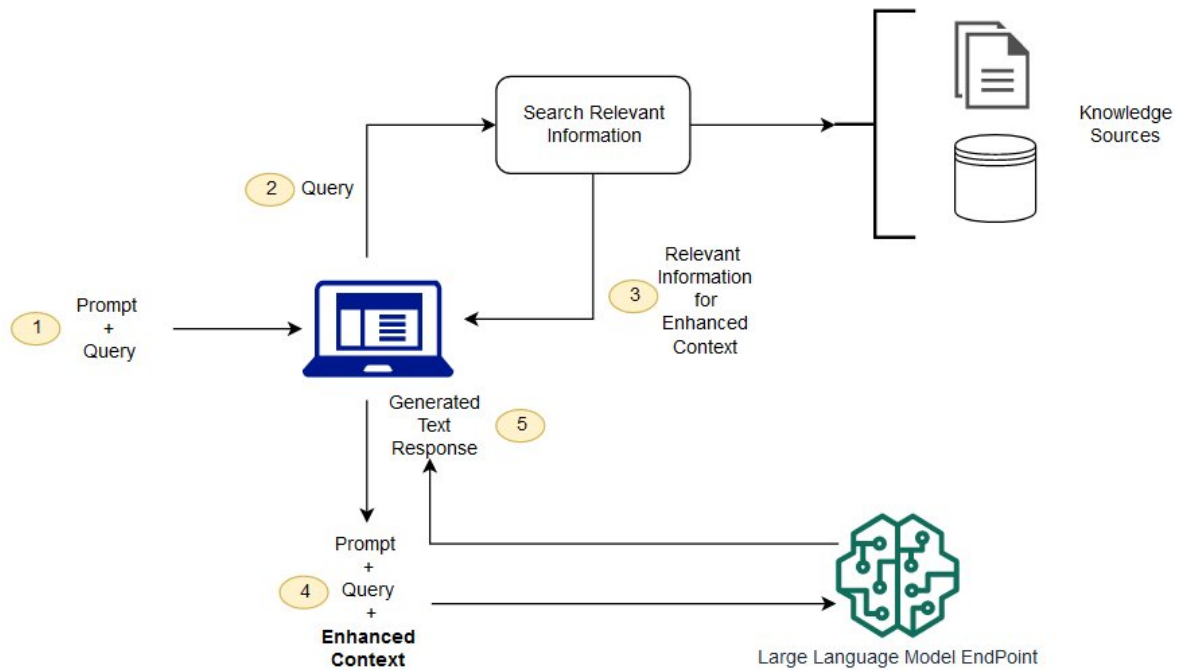 Search Relevant
Information
Knowledge
Sources
2
Query
3
Relevant
Information
for
Enhanced
Context
1
Prompt
+
Query
Generated
Text
Response
5
4
Prompt
+
Query
+
Enhanced
Context
Large Language Model EndPoint